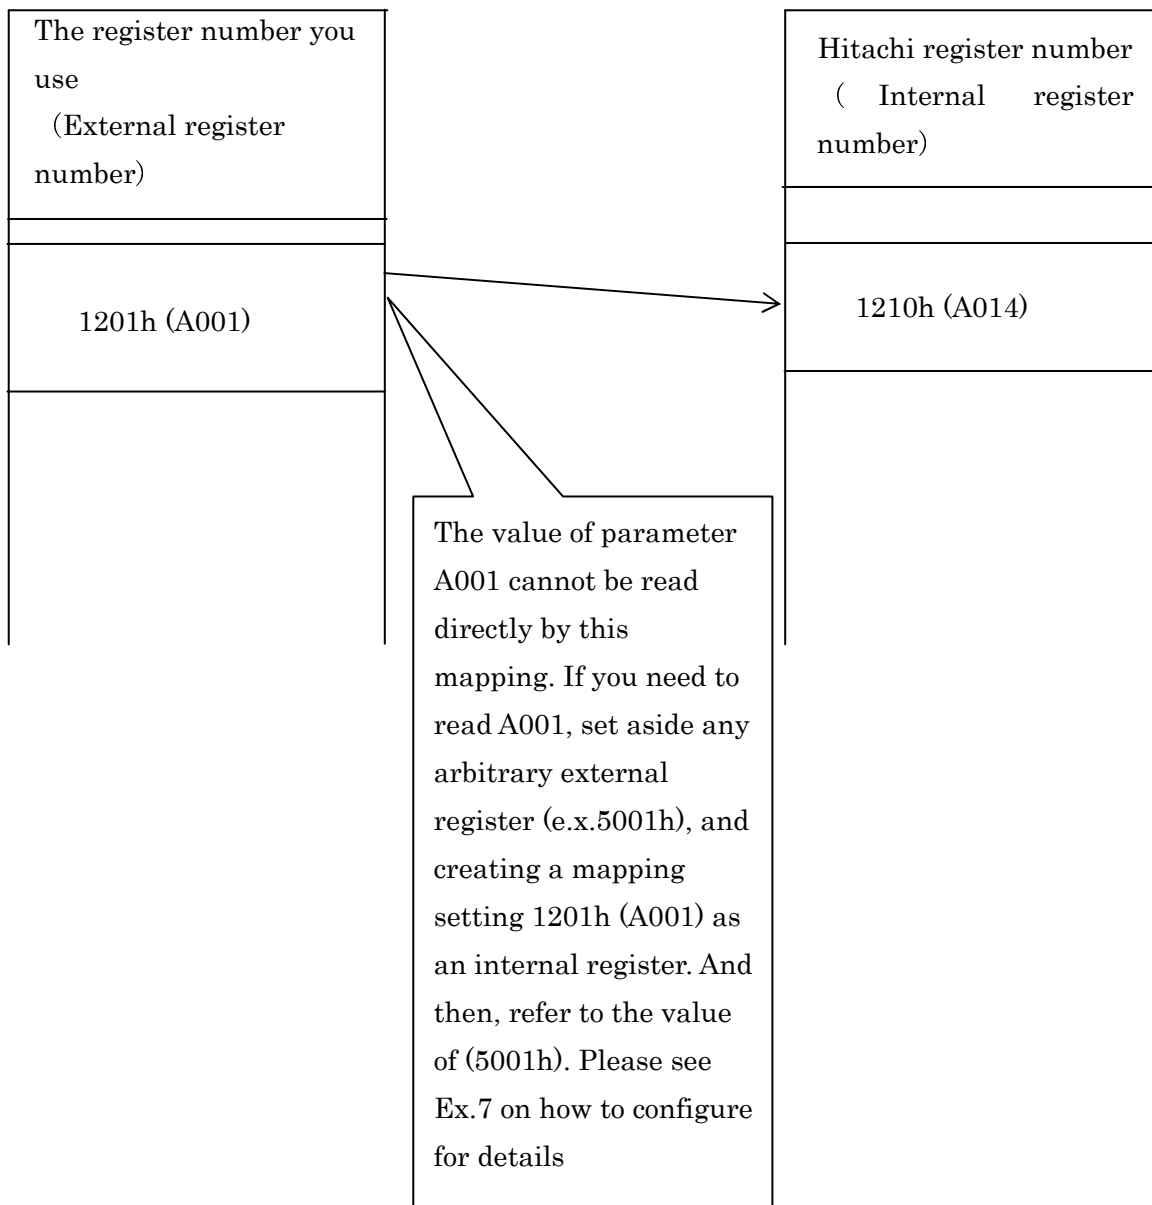 The register number you
use
（External register
number）
Hitachi register number
（ Internal register
number）
1201h (A001)
1210h (A014)
The value of parameter
A001 cannot be read
directly by this
mapping. If you need to
read A001, set aside any
arbitrary external
register (e.x.5001h), and
creating a mapping
setting 1201h (A001) as
an internal register. And
then, refer to the value
of (5001h). Please see
Ex.7 on how to configure
for details